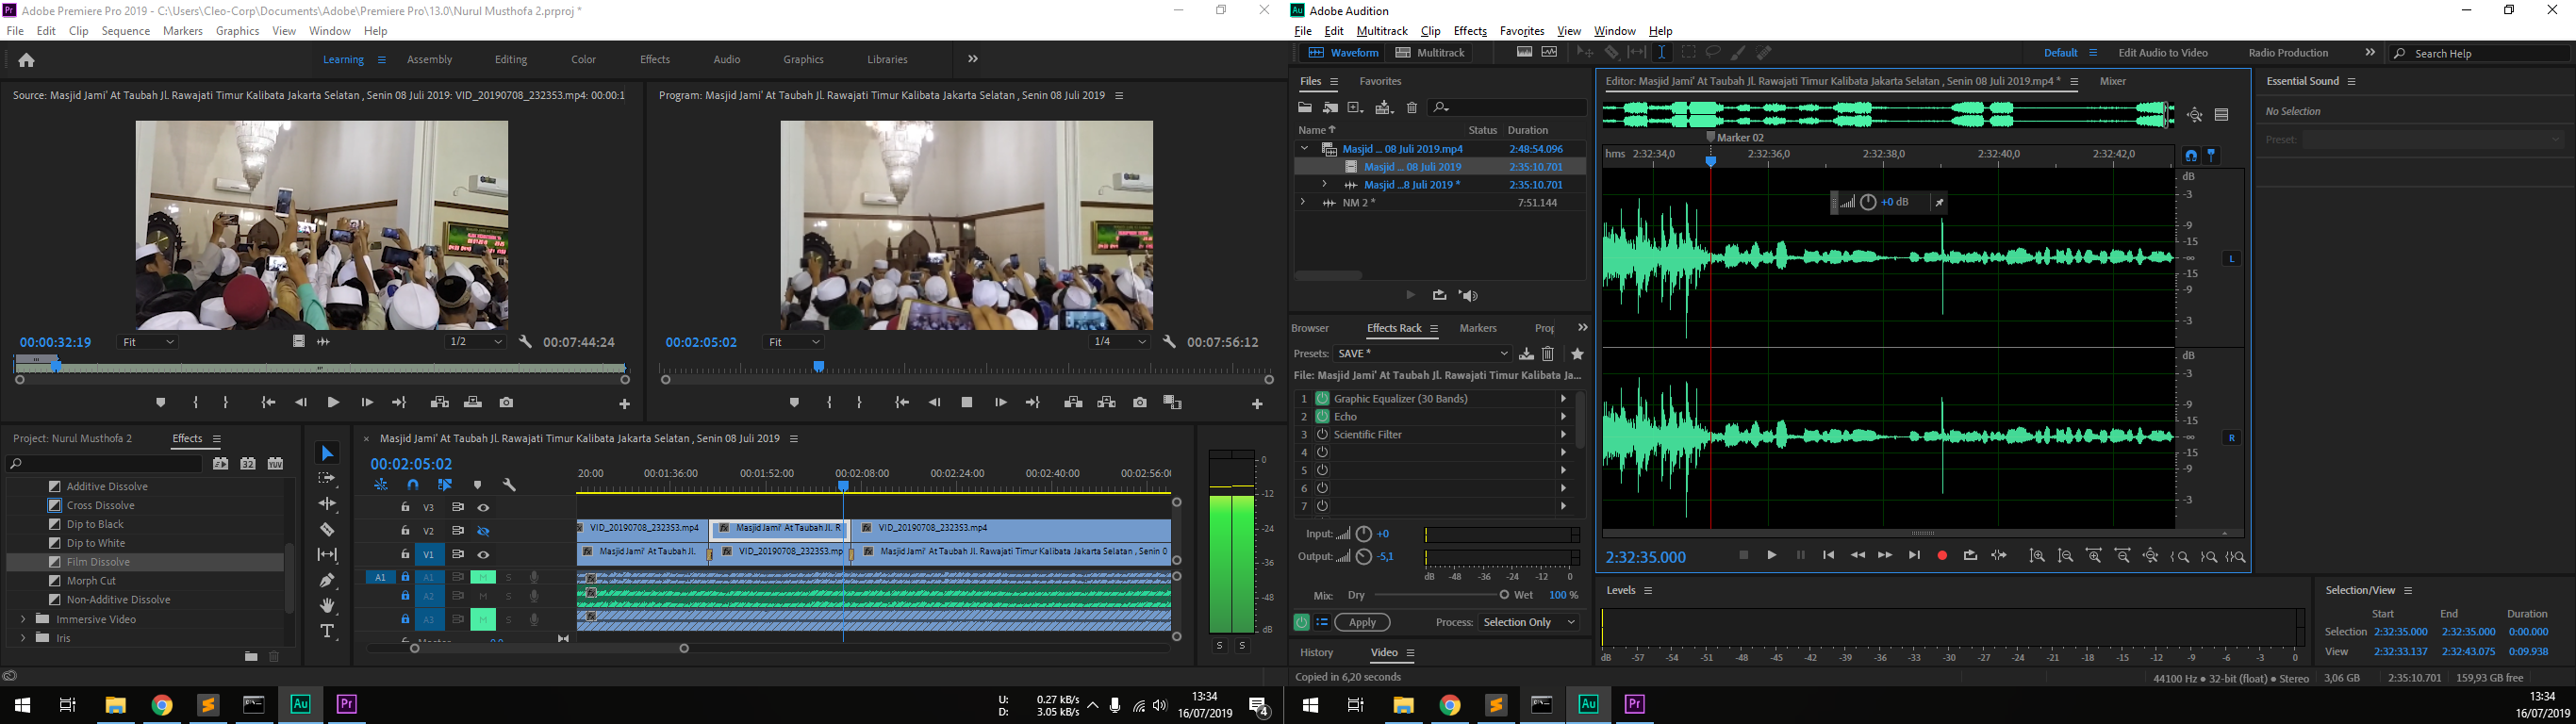 Adobe Premiere Pro 2019 - C:\Users\Cleo-Corp\Documents\Adobe\Premiere Pro\13.0\Nurul Musthofa 2.prproj *
File Edit Clip Sequence Markers Graphics View Window Help
Learning Assembly Editing Color Effects Audio Graphics Libraries
Source: Masjid Jami' At Taubah Jl. Rawajati Timur Kalibata Jakarta Selatan , Senin 08 Juli 2019: VID_20190708_232353.mp4: 00:00:1
Program: Masjid Jami' At Taubah Jl. Rawajati Timur Kalibata Jakarta Selatan , Senin 08 Juli 2019
00:00:32:19 Fit 1/2 00:07:44:24
00:02:05:02 Fit 1/4 00:07:56:12
Project: Nurul Musthofa 2 Effects
Additive Dissolve
Cross Dissolve
Dip to Black
Dip to White
Film Dissolve
Morph Cut
Non-Additive Dissolve
Immersive Video
Iris
× Masjid Jami' At Taubah Jl. Rawajati Timur Kalibata Jakarta Selatan , Senin 08 Juli 2019
00:02:05:02
20:00 00:01:36:00 00:01:52:00 00:02:08:00 00:02:24:00 00:02:40:00 00:02:56:00
V3
V2 VID_20190708_232353.mp4 Masjid Jami' At Taubah Jl. R VID_20190708_232353.mp4
V1 Masjid Jami' At Taubah Jl. VID_20190708_232353.mp Masjid Jami' At Taubah Jl. Rawajati Timur Kalibata Jakarta Selatan , Senin 0
A1 A1 M S
A2 M S
A3 M S
0
-12
-24
-36
-48
dB
S S
U: 0.27 kB/s
D: 3.05 kB/s
13:34
16/07/2019
4
Adobe Audition
File Edit Multitrack Clip Effects Favorites View Window Help
Waveform Multitrack Default Edit Audio to Video Radio Production Search Help
Files Favorites
Name Status Duration
Masjid ... 08 Juli 2019.mp4 2:48:54.096
Masjid ... 08 Juli 2019 2:35:10.701
Masjid ...8 Juli 2019 * 2:35:10.701
NM 2 * 7:51.144
Browser Effects Rack Markers Prop
Presets: SAVE *
File: Masjid Jami' At Taubah Jl. Rawajati Timur Kalibata Ja...
1 Graphic Equalizer (30 Bands)
2 Echo
3 Scientific Filter
4
5
6
7
Input: +0
Output: -5,1
dB -48 -36 -24 -12 0
Mix: Dry Wet 100 %
Apply Process: Selection Only
History Video
Copied in 6,20 seconds
Editor: Masjid Jami' At Taubah Jl. Rawajati Timur Kalibata Jakarta Selatan , Senin 08 Juli 2019.mp4 * Mixer
Marker 02
hms 2:32:34,0 2:32:36,0 2:32:38,0 2:32:40,0 2:32:42,0
+0 dB
dB
-3
-9
-15
-∞
-15
-9
-3
L
dB
-3
-9
-15
-∞
-15
-9
-3
R
2:32:35.000
Levels
dB -57 -54 -51 -48 -45 -42 -39 -36 -33 -30 -27 -24 -21 -18 -15 -12 -9 -6 -3 0
Essential Sound
No Selection
Preset:
Selection/View
Start End Duration
Selection 2:32:35.000 2:32:35.000 0:00.000
View 2:32:33.137 2:32:43.075 0:09.938
44100 Hz • 32-bit (float) • Stereo 3,06 GB 2:35:10.701 159,93 GB free
13:34
16/07/2019